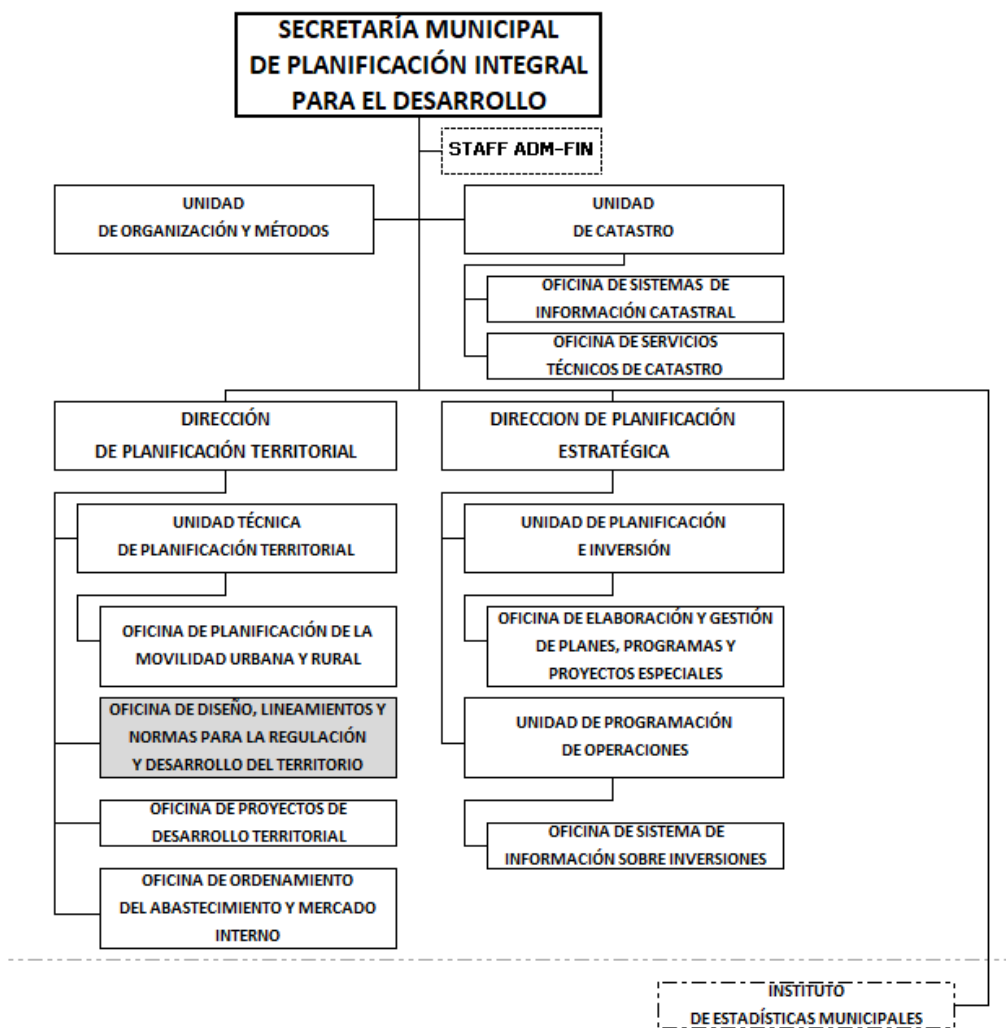 SECRETARÍA MUNICIPAL
DE PLANIFICACIÓN INTEGRAL
PARA EL DESARROLLO
STAFF ADM-FIN
UNIDAD
DE ORGANIZACIÓN Y MÉTODOS
UNIDAD
DE CATASTRO
OFICINA DE SISTEMAS DE
INFORMACIÓN CATASTRAL
OFICINA DE SERVICIOS
TÉCNICOS DE CATASTRO
DIRECCIÓN
DE PLANIFICACIÓN TERRITORIAL
DIRECCION DE PLANIFICACIÓN
ESTRATÉGICA
UNIDAD TÉCNICA
DE PLANIFICACIÓN TERRITORIAL
OFICINA DE PLANIFICACIÓN DE LA
MOVILIDAD URBANA Y RURAL
OFICINA DE DISEÑO, LINEAMIENTOS Y
NORMAS PARA LA REGULACIÓN
Y DESARROLLO DEL TERRITORIO
OFICINA DE PROYECTOS DE
DESARROLLO TERRITORIAL
OFICINA DE ORDENAMIENTO
DEL ABASTECIMIENTO Y MERCADO
INTERNO
UNIDAD DE PLANIFICACIÓN
E INVERSIÓN
OFICINA DE ELABORACIÓN Y GESTIÓN
DE PLANES, PROGRAMAS Y
PROYECTOS ESPECIALES
UNIDAD DE PROGRAMACIÓN
DE OPERACIONES
OFICINA DE SISTEMA DE
INFORMACIÓN SOBRE INVERSIONES
INSTITUTO
DE ESTADÍSTICAS MUNICIPALES